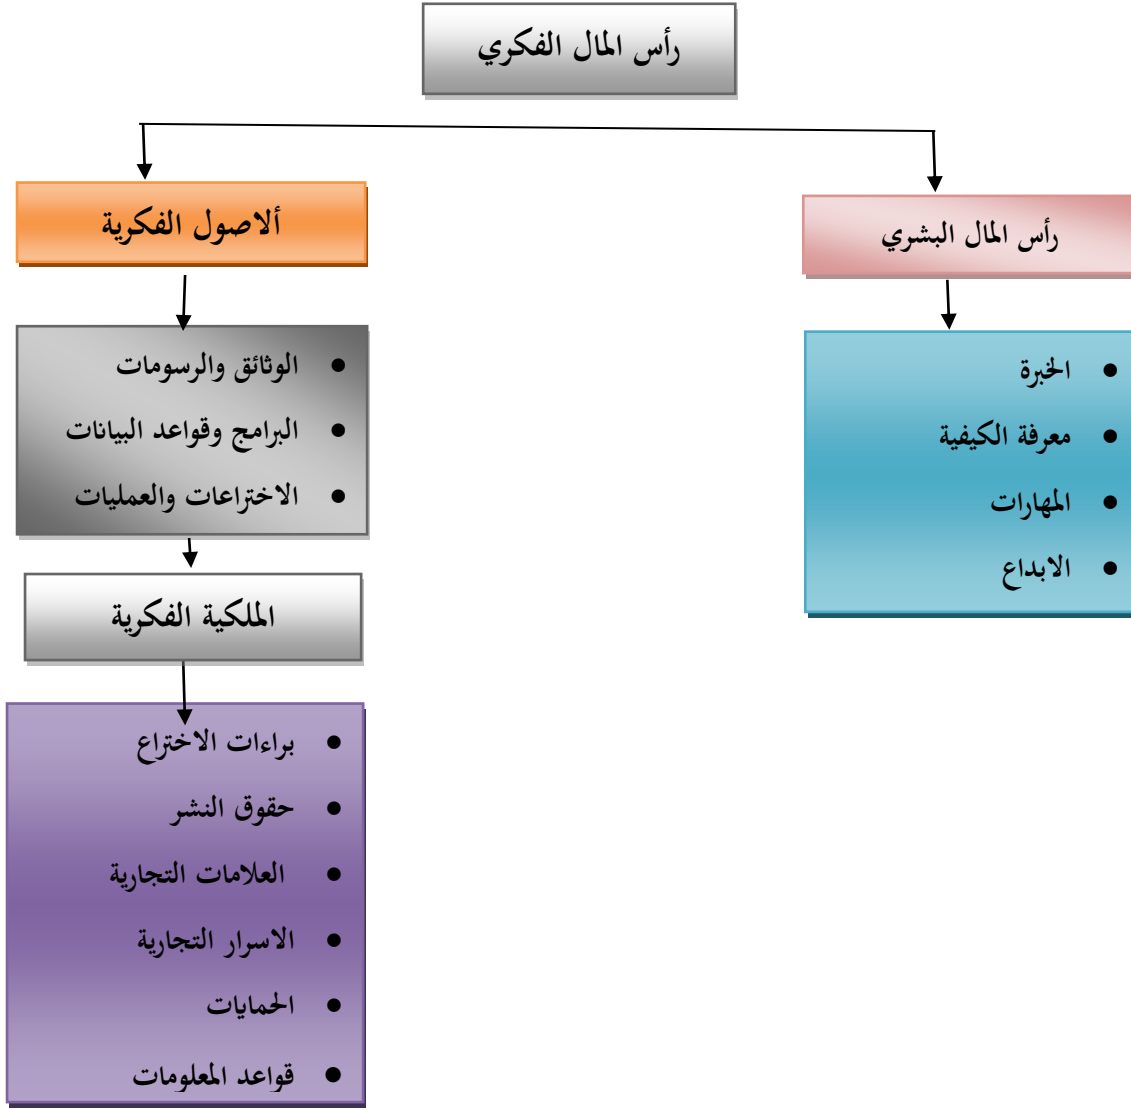 رأس المال الفكري
رأس المال البشري
ألاصول الفكرية
• الخبرة
• معرفة الكيفية
• المهارات
• الابداع
• الوثائق والرسومات
• البرامج وقواعد البيانات
• الاختراعات والعمليات
الملكية الفكرية
• براءات الاختراع
• حقوق النشر
• العلامات التجارية
• الاسرار التجارية
• الحمايات
• قواعد المعلومات